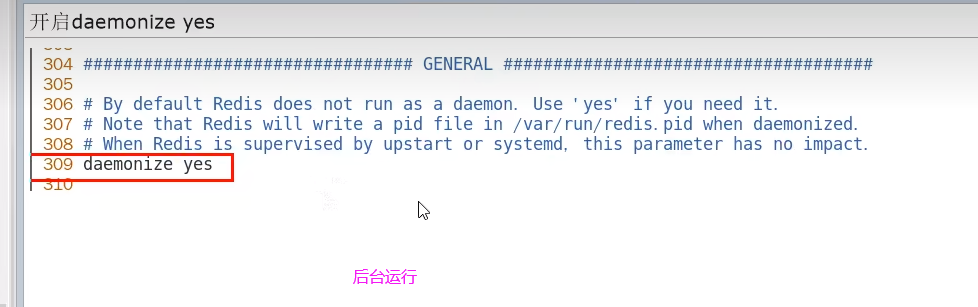 开启daemonize yes
304 ################################# GENERAL #####################################
305
306 # By default Redis does not run as a daemon. Use 'yes' if you need it.
307 # Note that Redis will write a pid file in /var/run/redis.pid when daemonized.
308 # When Redis is supervised by upstart or systemd, this parameter has no impact.
309 daemonize yes
310
后台运行